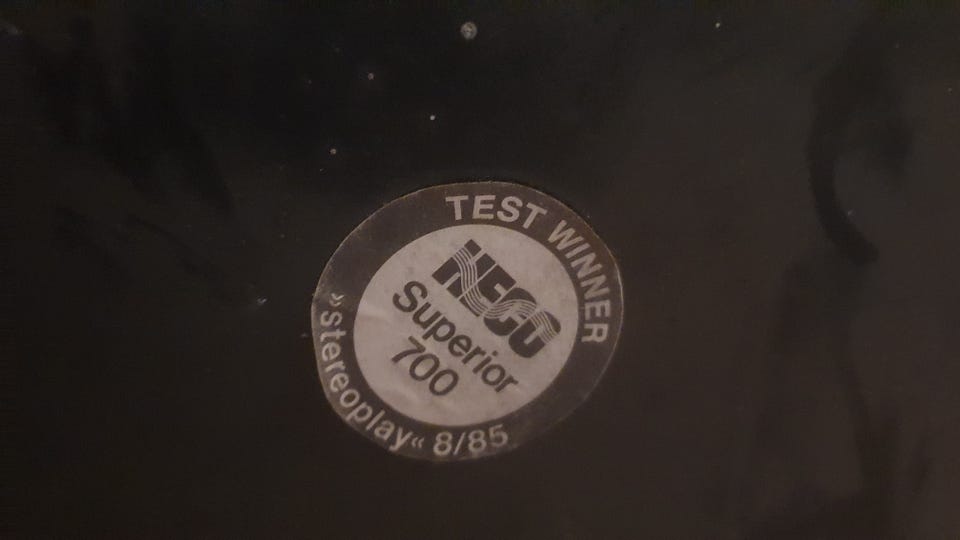 TEST WINNER
HECO
Superior
700
»stereoplay« 8/85